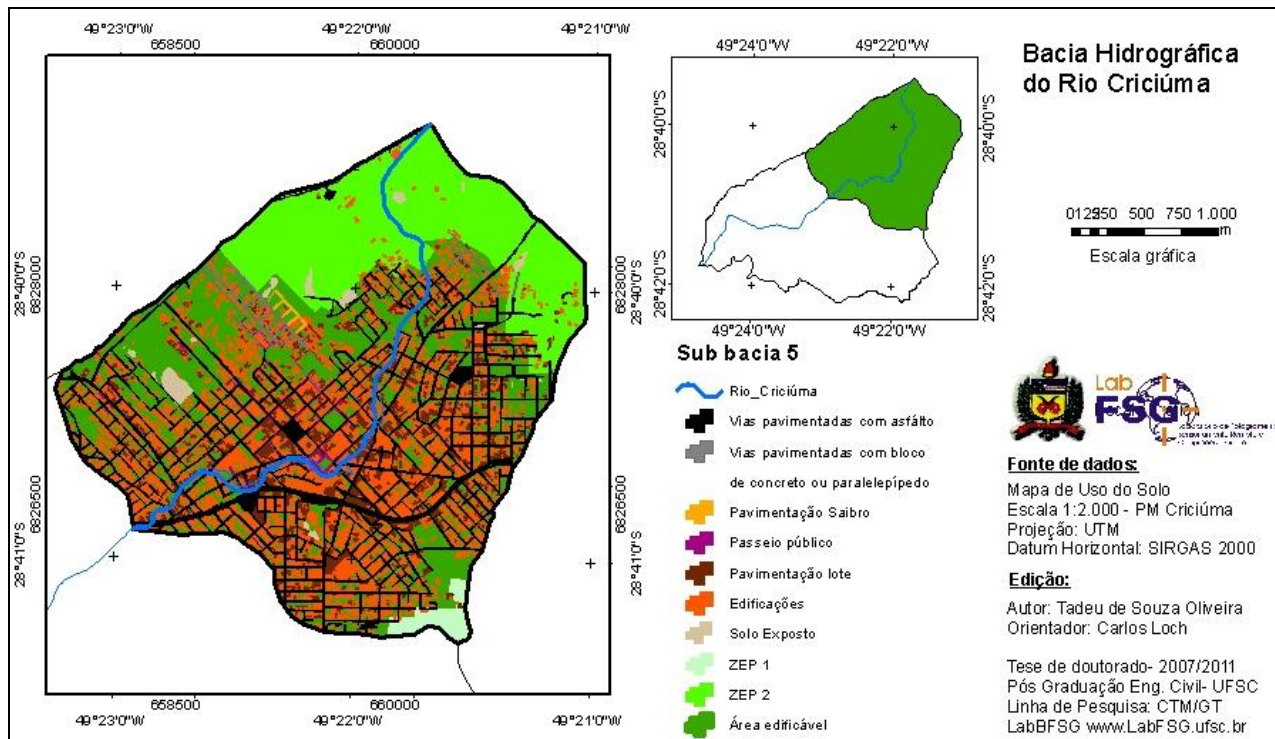 49°23'0"W
49°22'0"W
49°21'0"W
658500
660000
28°40'0"S
6828000
6828000
28°40'0"S
6826500
28°41'0"S
6826500
28°41'0"S
658500
660000
49°23'0"W
49°22'0"W
49°21'0"W
49°24'0"W
49°22'0"W
28°40'0"S
28°40'0"S
28°42'0"S
28°42'0"S
49°24'0"W
49°22'0"W
Bacia Hidrográfica
do Rio Criciúma
500 750 1.000
m
Escala gráfica
Sub bacia 5
Rio_Criciúma
Vias pavimentadas com asfálto
Vias pavimentadas com bloco
de concreto ou paralelepípedo
Pavimentação Saibro
Passeio público
Pavimentação lote
Edificações
Solo Exposto
ZEP 1
ZEP 2
Área edificável
Lab
FSG
Fonte de dados:
Mapa de Uso do Solo
Escala 1:2.000 - PM Criciúma
Projeção: UTM
Datum Horizontal: SIRGAS 2000
Edição:
Autor: Tadeu de Souza Oliveira
Orientador: Carlos Loch
Tese de doutorado- 2007/2011
Pós Graduação Eng. Civil- UFSC
Linha de Pesquisa: CTM/GT
LabBFSG www.LabFSG.ufsc.br